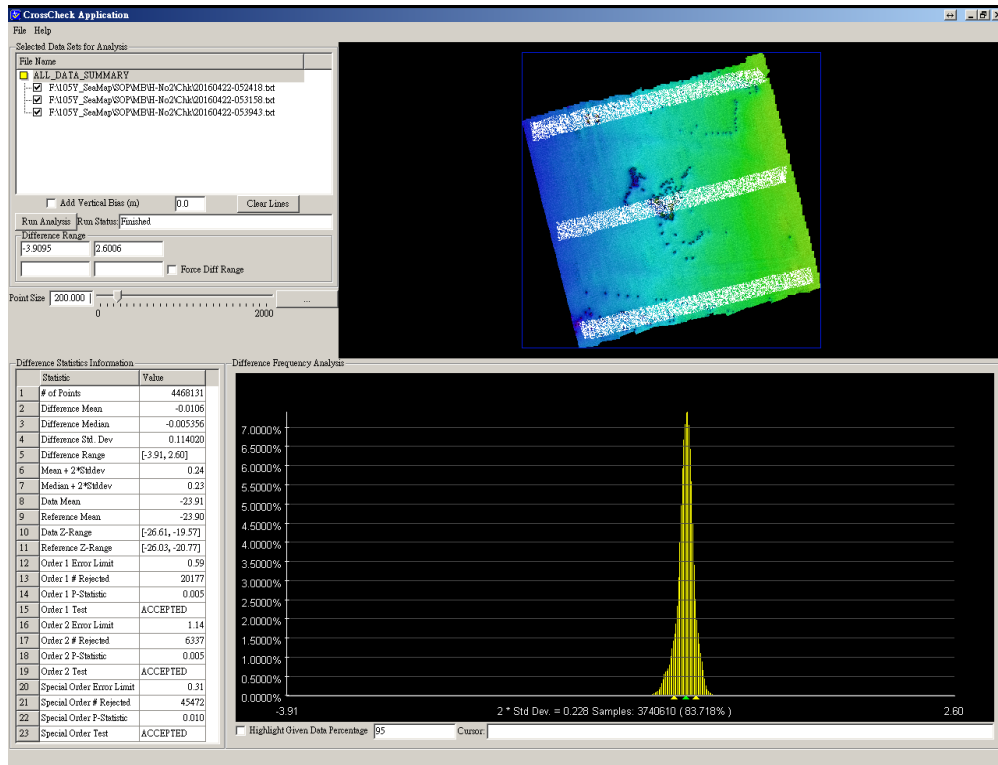 CrossCheck Application
File Help
Selected Data Sets for Analysis
File Name
ALL_DATA_SUMMARY
F:\105Y_SeaMap\SOP\MB\H-No2\Chk\20160422-052418.txt
F:\105Y_SeaMap\SOP\MB\H-No2\Chk\20160422-053158.txt
F:\105Y_SeaMap\SOP\MB\H-No2\Chk\20160422-053943.txt
Add Vertical Bias (m) 0.0 Clear Lines
Run Analysis Run Status: Finished
Difference Range
-3.9095 2.6006
Force Diff Range
Point Size 200.000 ...
0 2000
Difference Statistics Information
Statistic Value
1 # of Points 4468131
2 Difference Mean -0.0106
3 Difference Median -0.005356
4 Difference Std. Dev 0.114020
5 Difference Range [-3.91, 2.60]
6 Mean + 2*Stddev 0.24
7 Median + 2*Stddev 0.23
8 Data Mean -23.91
9 Reference Mean -23.90
10 Data Z-Range [-26.61, -19.57]
11 Reference Z-Range [-26.03, -20.77]
12 Order 1 Error Limit 0.59
13 Order 1 # Rejected 20177
14 Order 1 P-Statistic 0.005
15 Order 1 Test ACCEPTED
16 Order 2 Error Limit 1.14
17 Order 2 # Rejected 6337
18 Order 2 P-Statistic 0.005
19 Order 2 Test ACCEPTED
20 Special Order Error Limit 0.31
21 Special Order # Rejected 45472
22 Special Order P-Statistic 0.010
23 Special Order Test ACCEPTED
Difference Frequency Analysis
7.0000%
6.5000%
6.0000%
5.5000%
5.0000%
4.5000%
4.0000%
3.5000%
3.0000%
2.5000%
2.0000%
1.5000%
1.0000%
0.5000%
0.0000%
-3.91 2 * Std Dev. = 0.228 Samples: 3740610 ( 83.718% ) 2.60
Highlight Given Data Percentage 95 Cursor: